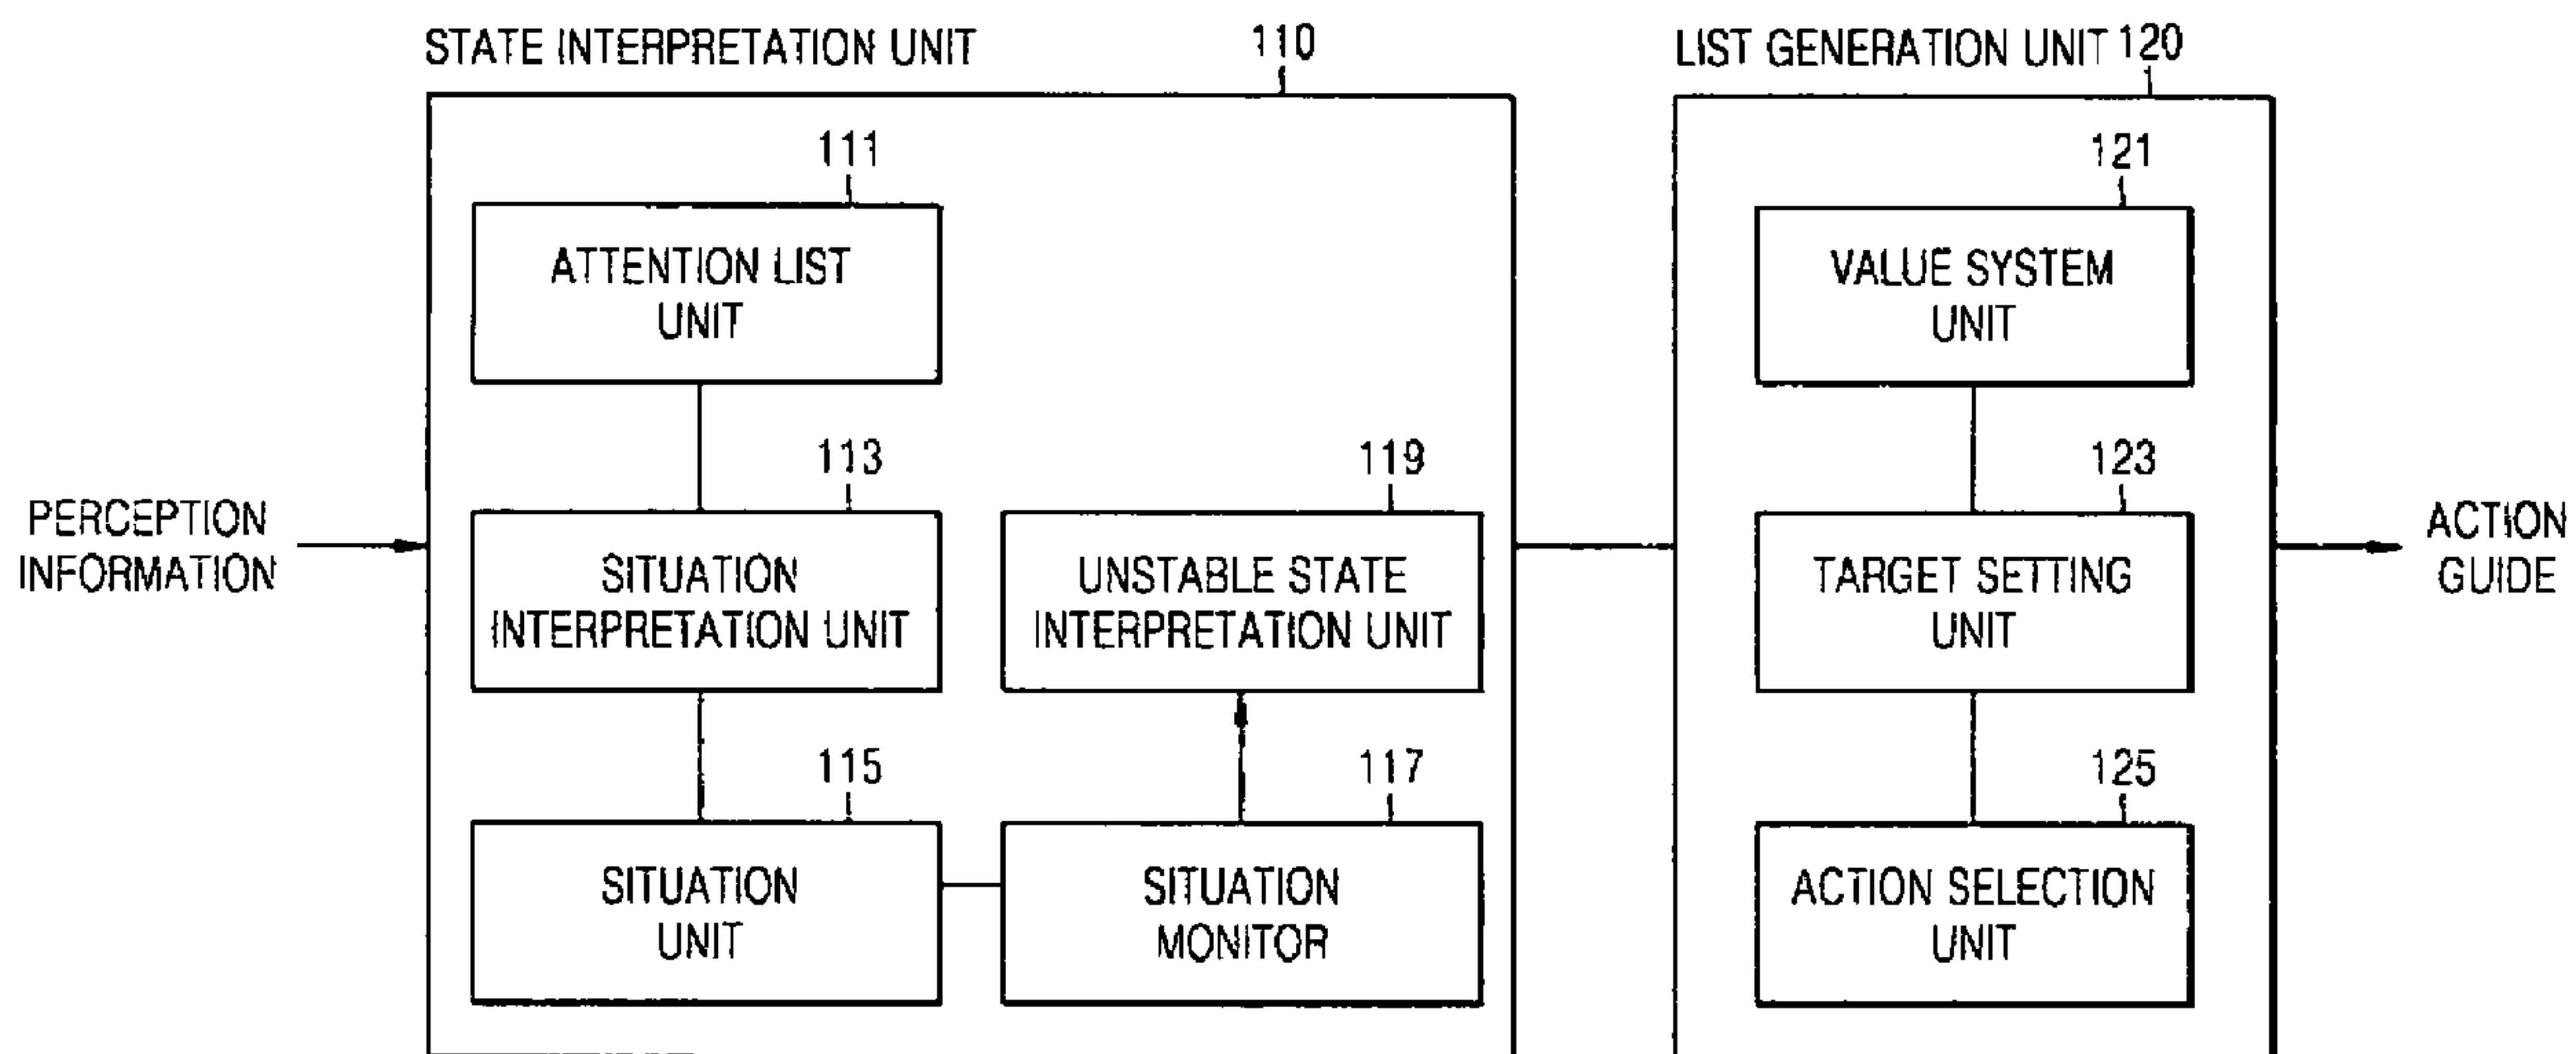 STATE INTERPRETATION UNIT
110
LIST GENERATION UNIT 120
111
ATTENTION LIST
UNIT
121
VALUE SYSTEM
UNIT
PERCEPTION
INFORMATION
113
SITUATION
INTERPRETATION UNIT
119
UNSTABLE STATE
INTERPRETATION UNIT
123
TARGET SETTING
UNIT
ACTION
GUIDE
115
SITUATION
UNIT
117
SITUATION
MONITOR
125
ACTION SELECTION
UNIT